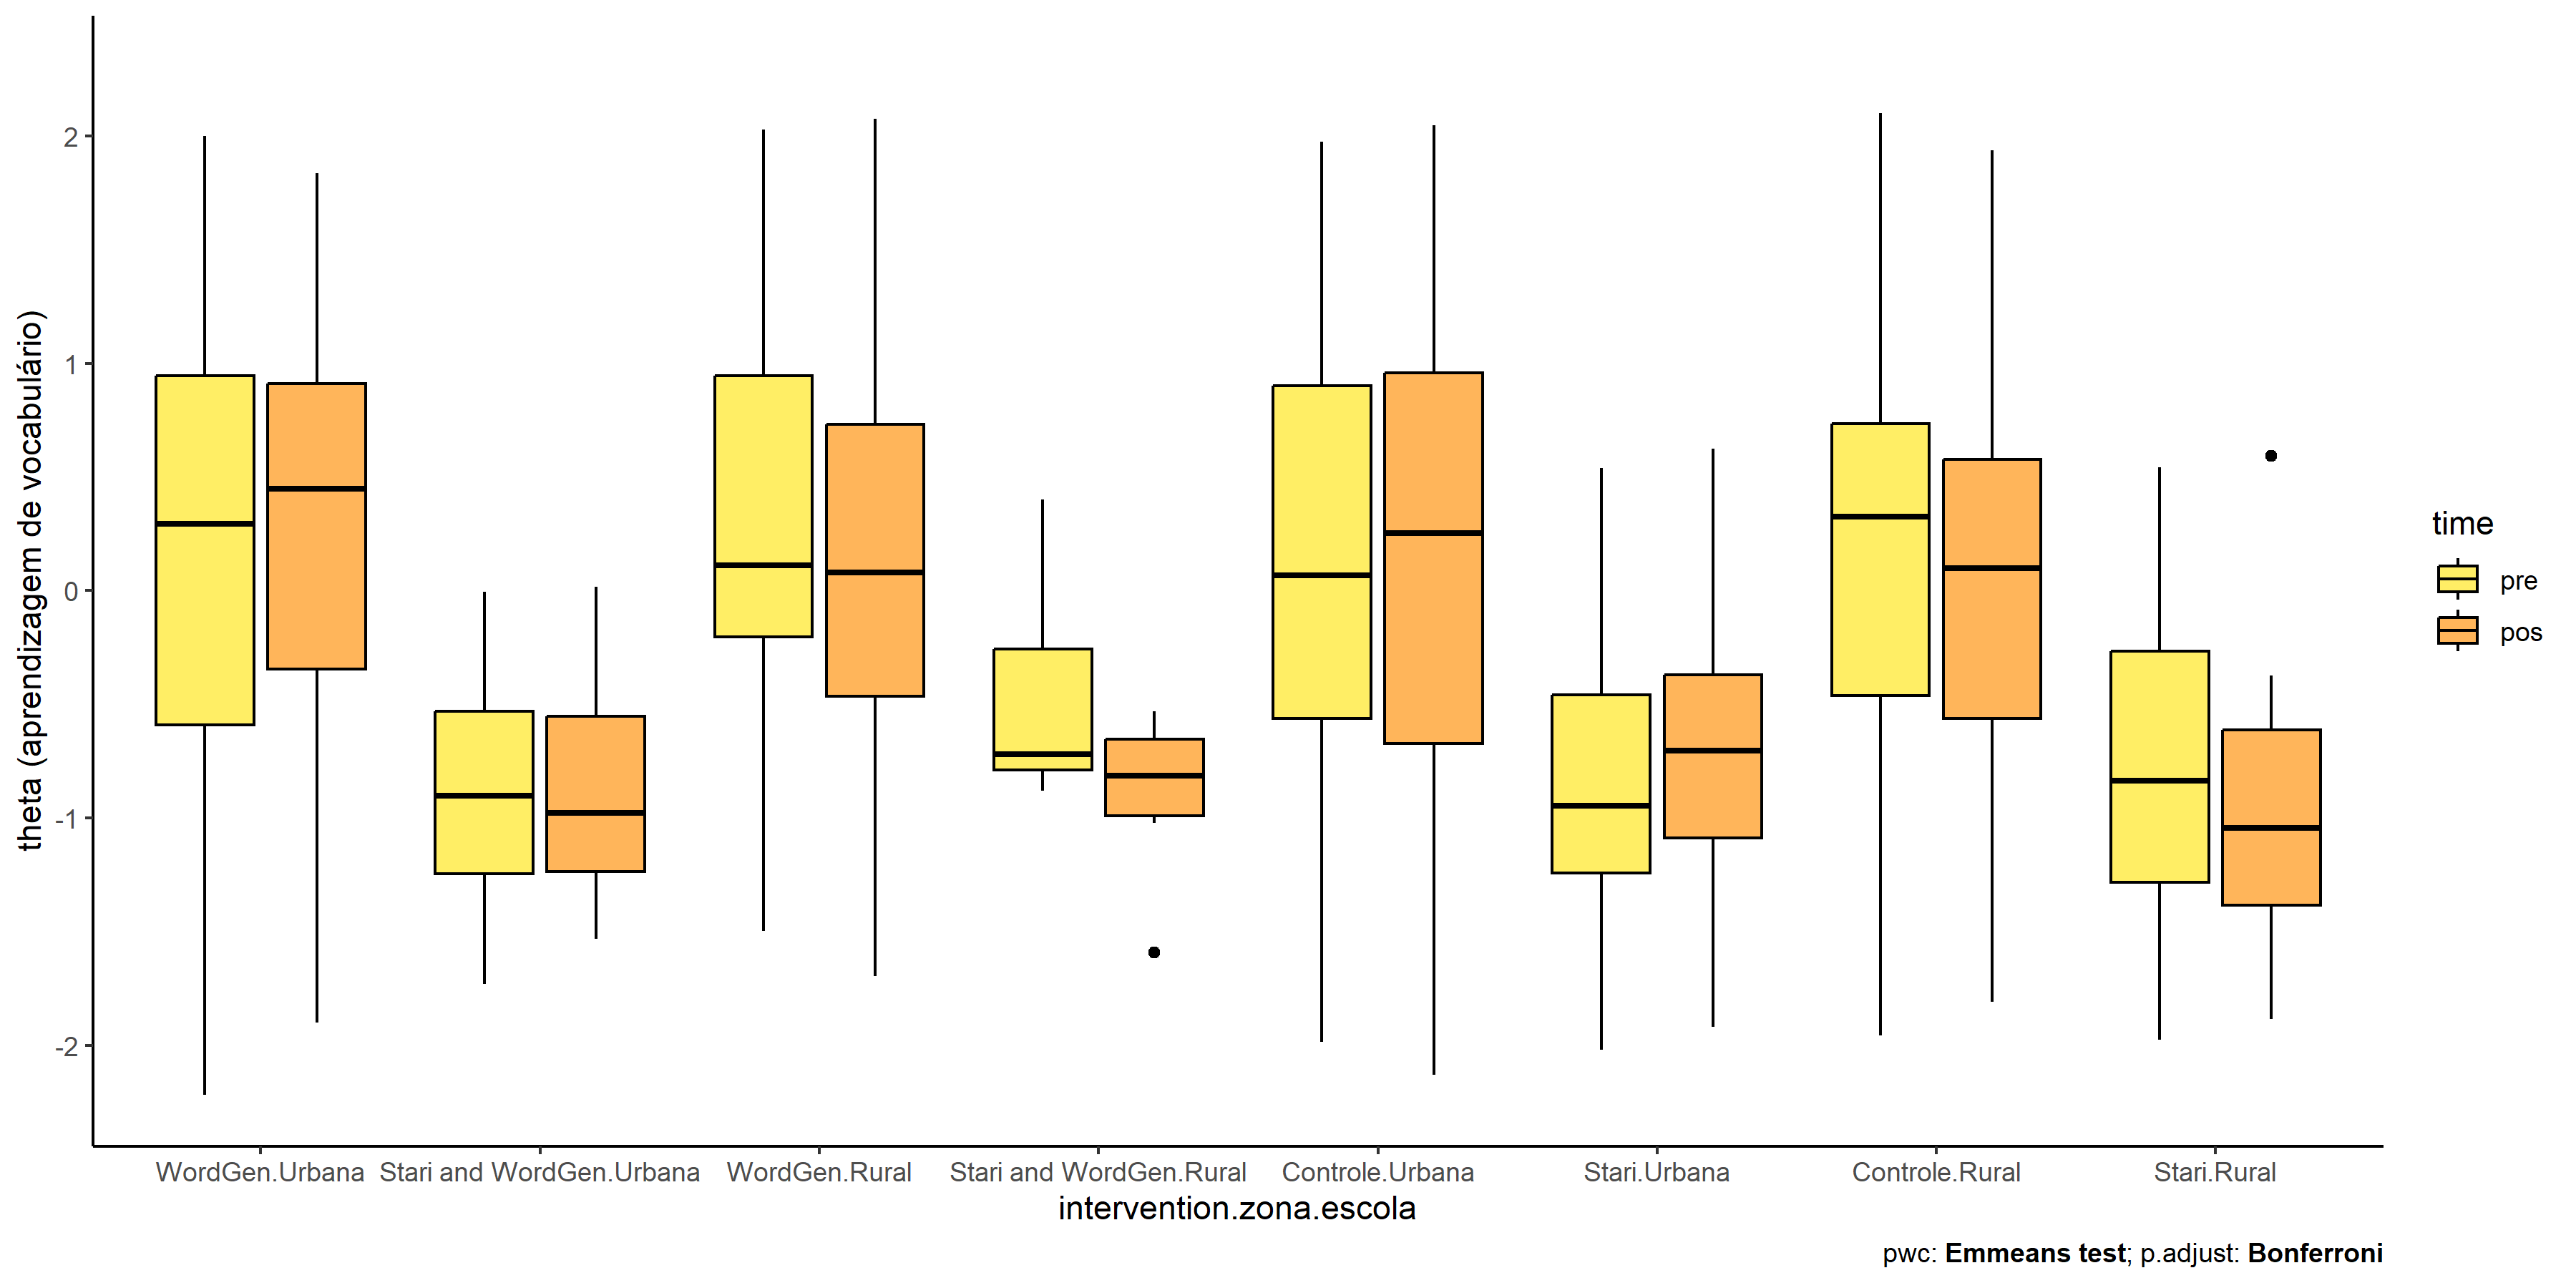 theta (aprendizagem de vocabulário)
2
1
0
-1
-2
WordGen.Urbana Stari and WordGen.Urbana WordGen.Rural Stari and WordGen.Rural Controle.Urbana Stari.Urbana Controle.Rural Stari.Rural
intervention.zona.escola
time
pre
pos
pwc: Emmeans test; p.adjust: Bonferroni